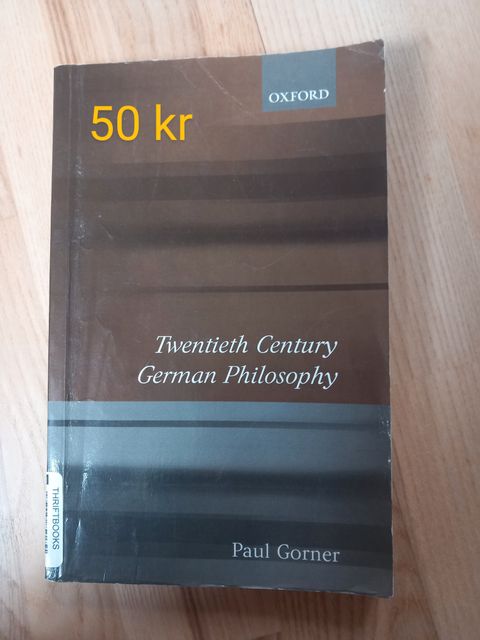 OXFORD
50 kr
Twentieth Century
German Philosophy
THRIFTBOOKS
Paul Gorner